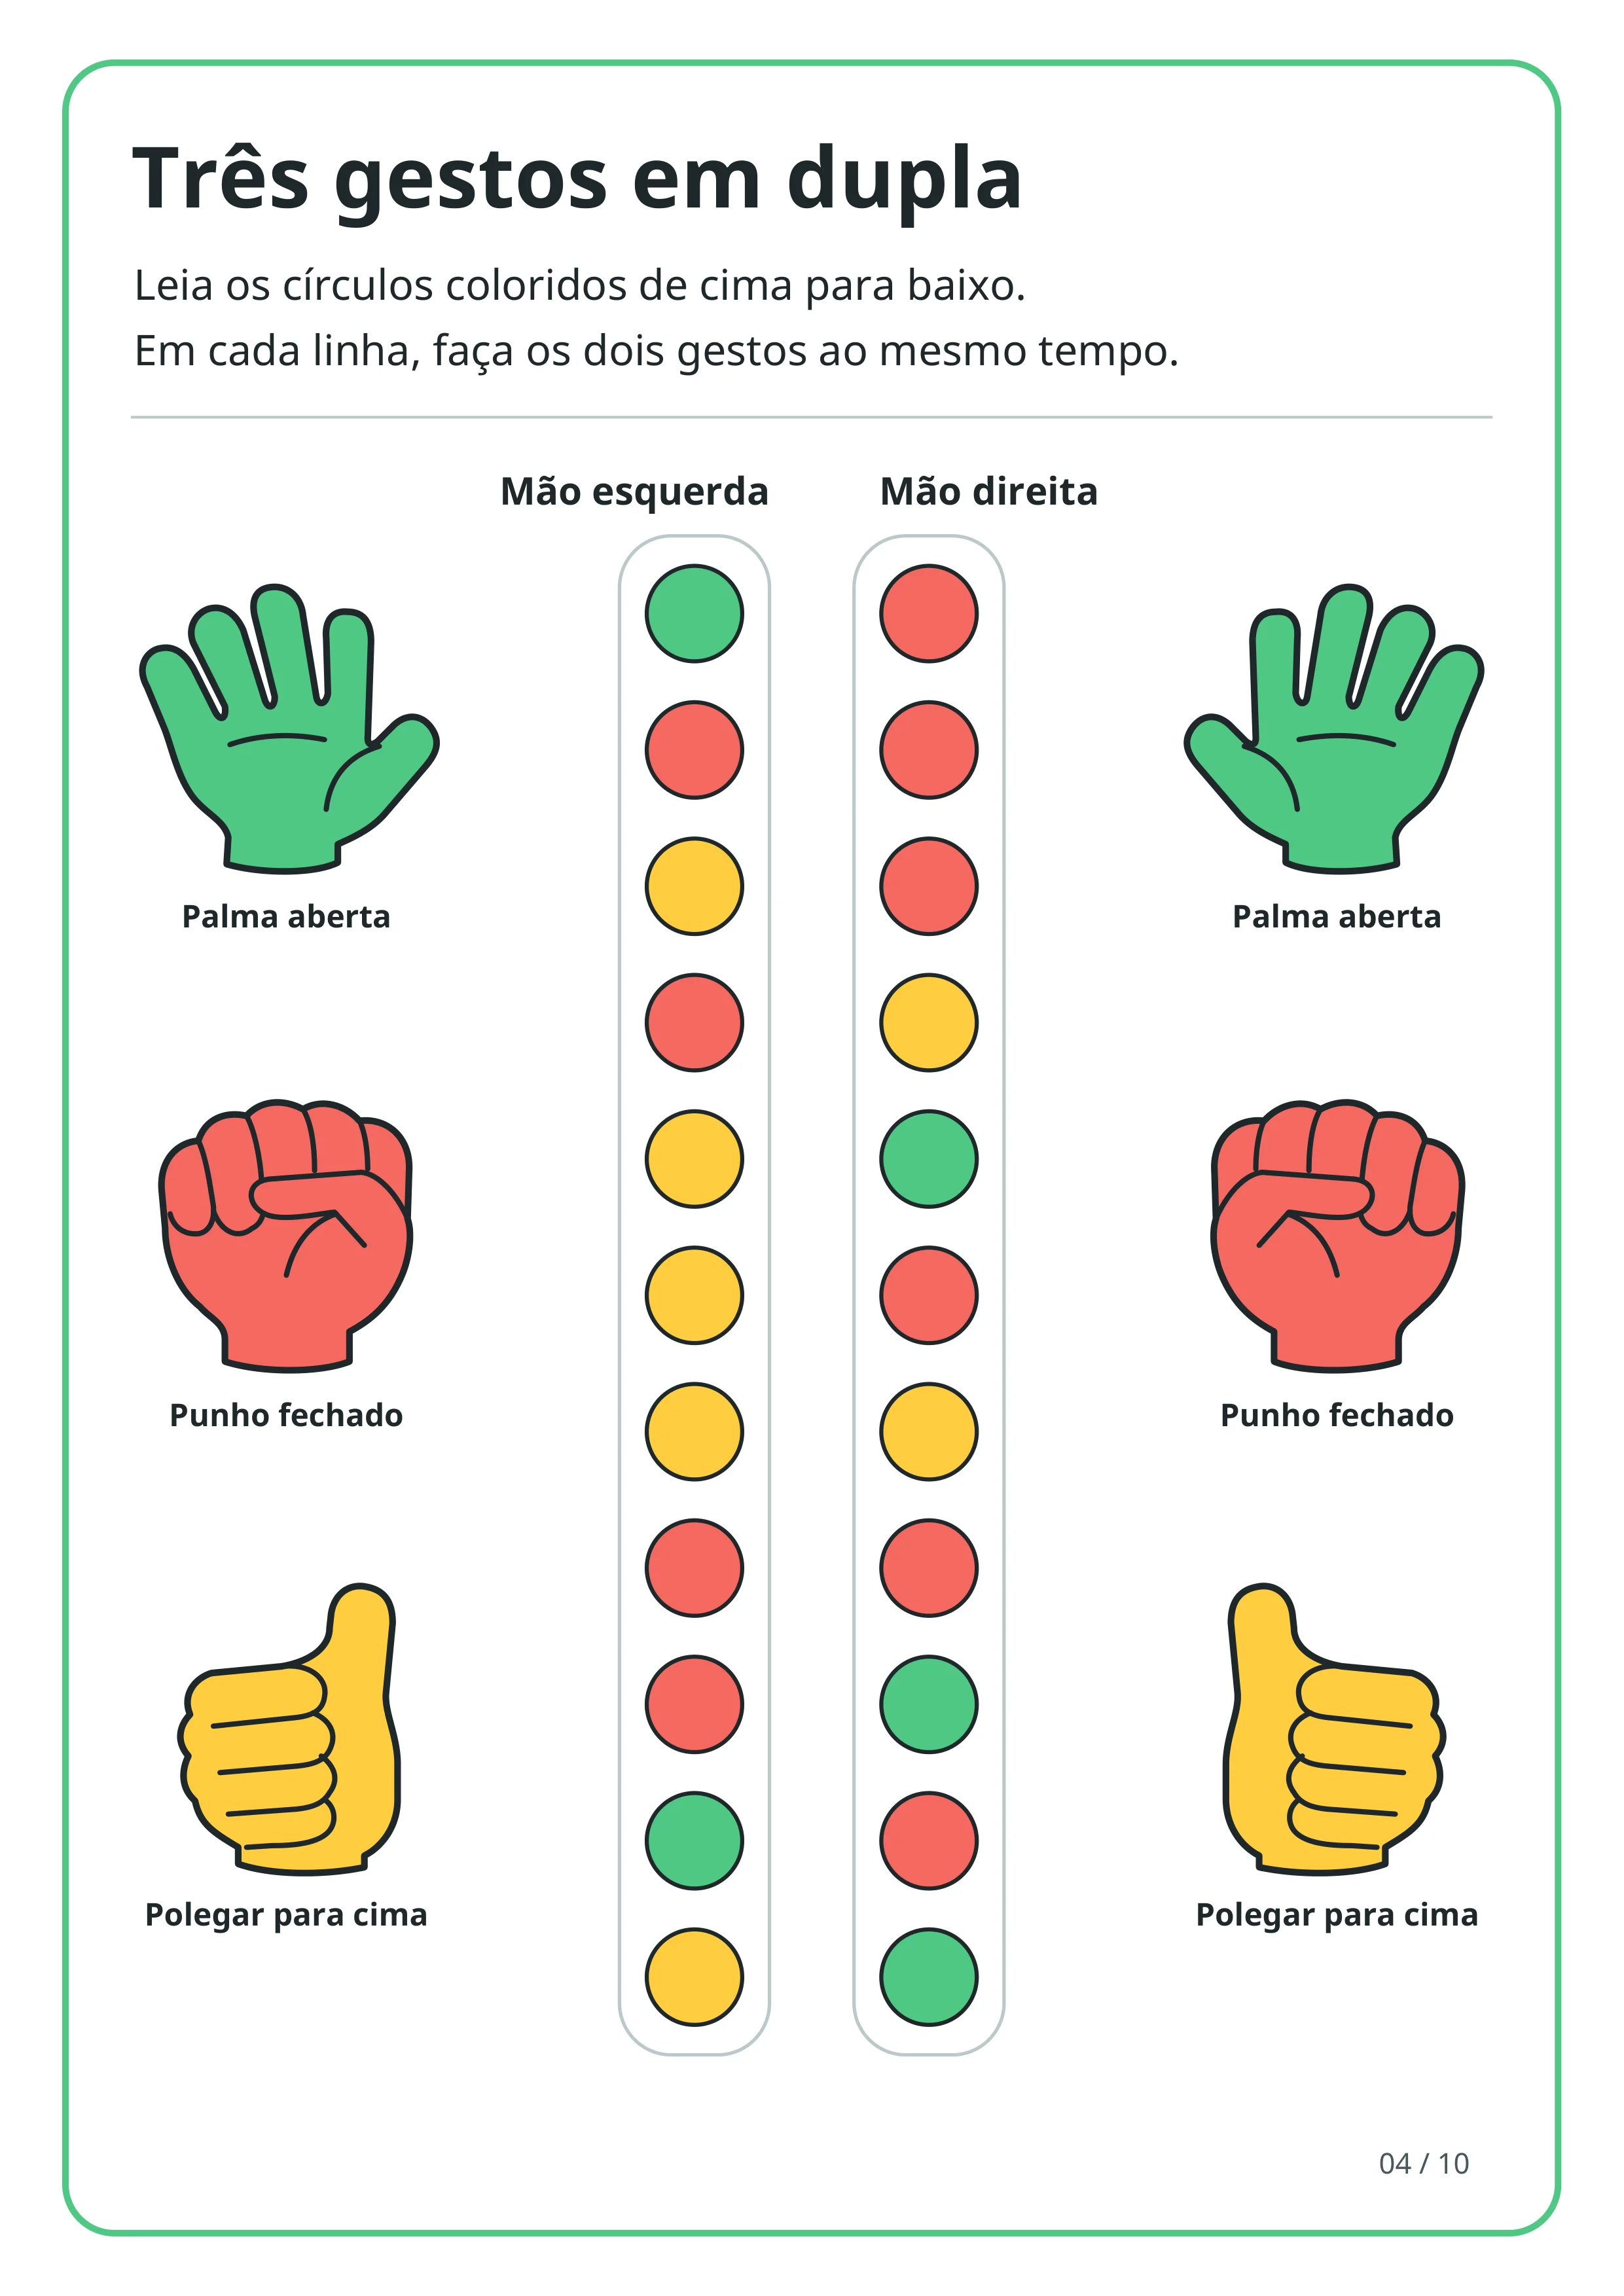 Três gestos em dupla
Leia os círculos coloridos de cima para baixo.
Em cada linha, faça os dois gestos ao mesmo tempo.
Mão esquerda
Mão direita
Palma aberta
Palma aberta
Punho fechado
Punho fechado
Polegar para cima
Polegar para cima
04 / 10